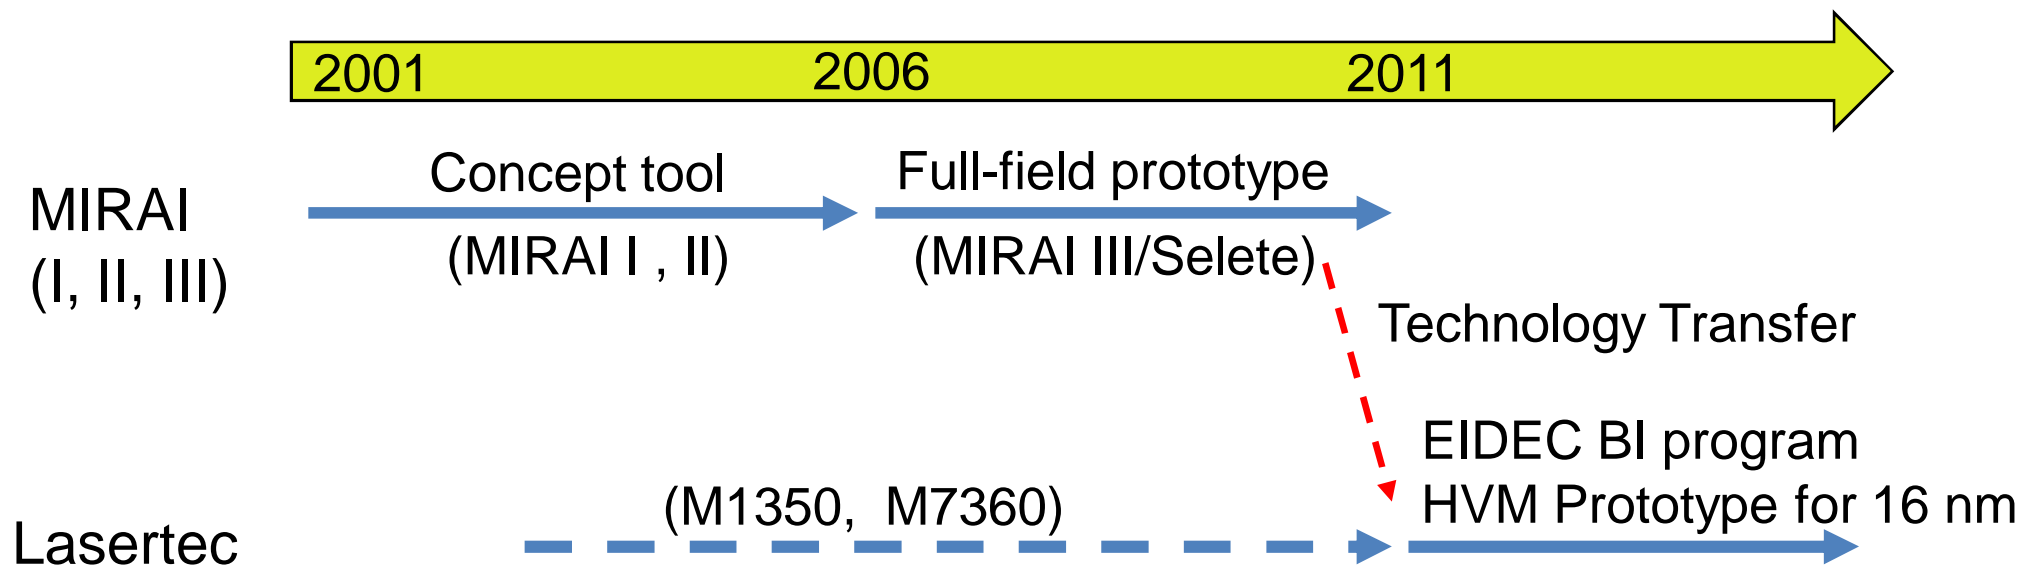 2001 2006 2011
Concept tool
Full-field prototype
MIRAI
(I, II, III)
(MIRAI I , II)
(MIRAI III/Selete)
Technology Transfer
EIDEC BI program
HVM Prototype for 16 nm
(M1350, M7360)
Lasertec